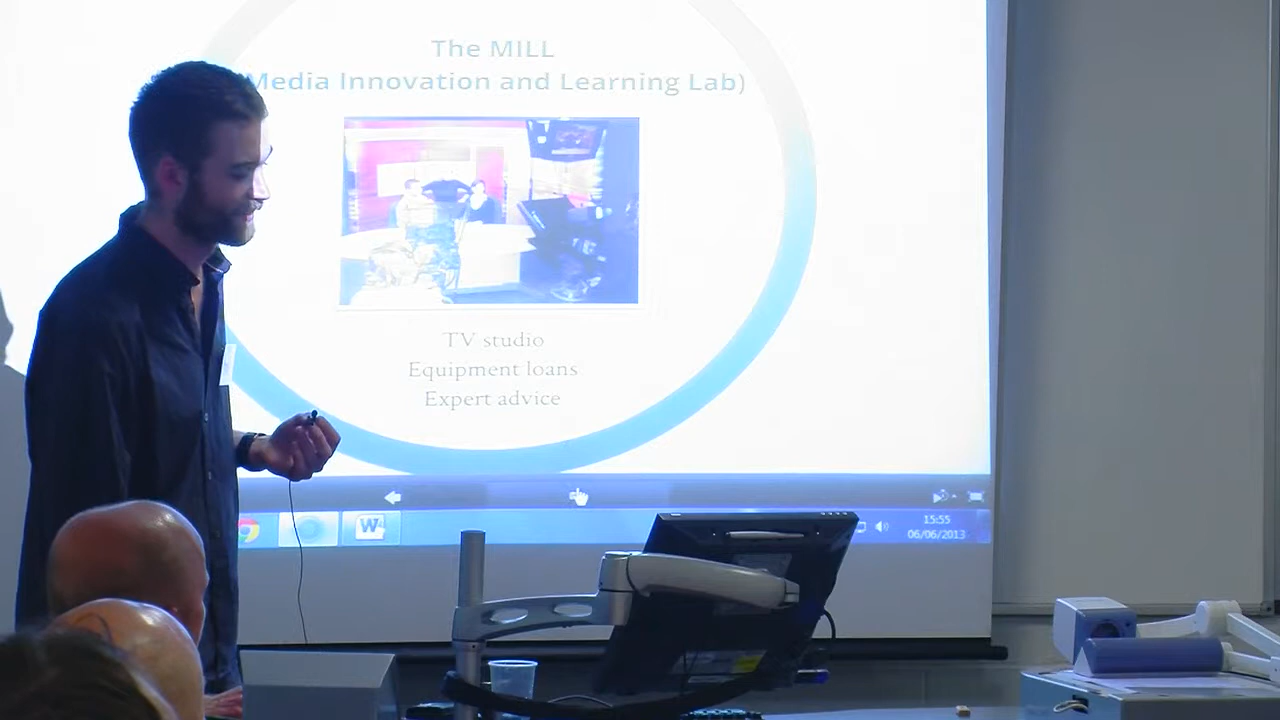 The MILL
Media Innovation and Learning Lab)
TV studio
Equipment loans
Expert advice
W
15:55
06/06/2013